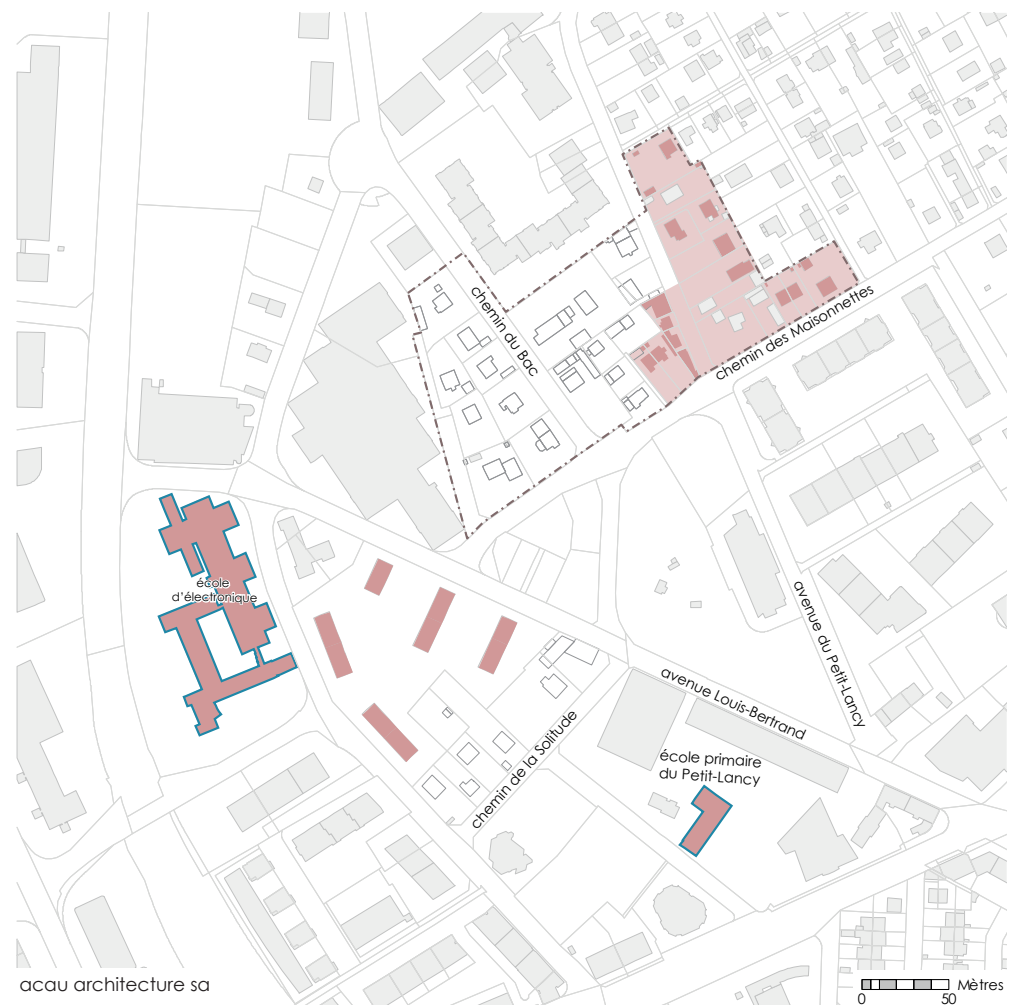 chemin du Bac
chemin des Maisonnettes
école
d'électronique
avenue du Petit-Lancy
avenue Louis-Bertrand
chemin de la Solitude
école primaire
du Petit-Lancy
acau architecture sa
Mètres
0 50